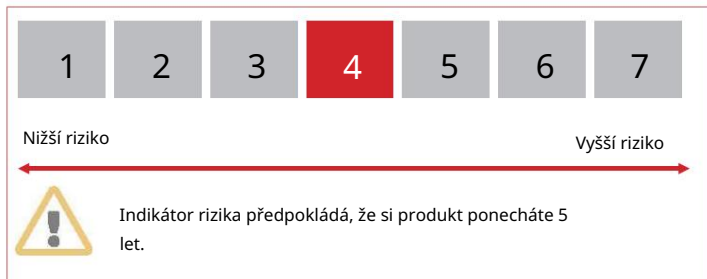 1 2 3 4 5 6 7
Nižší riziko Vyšší riziko
Indikátor rizika předpokládá, že si produkt ponecháte 5
let.